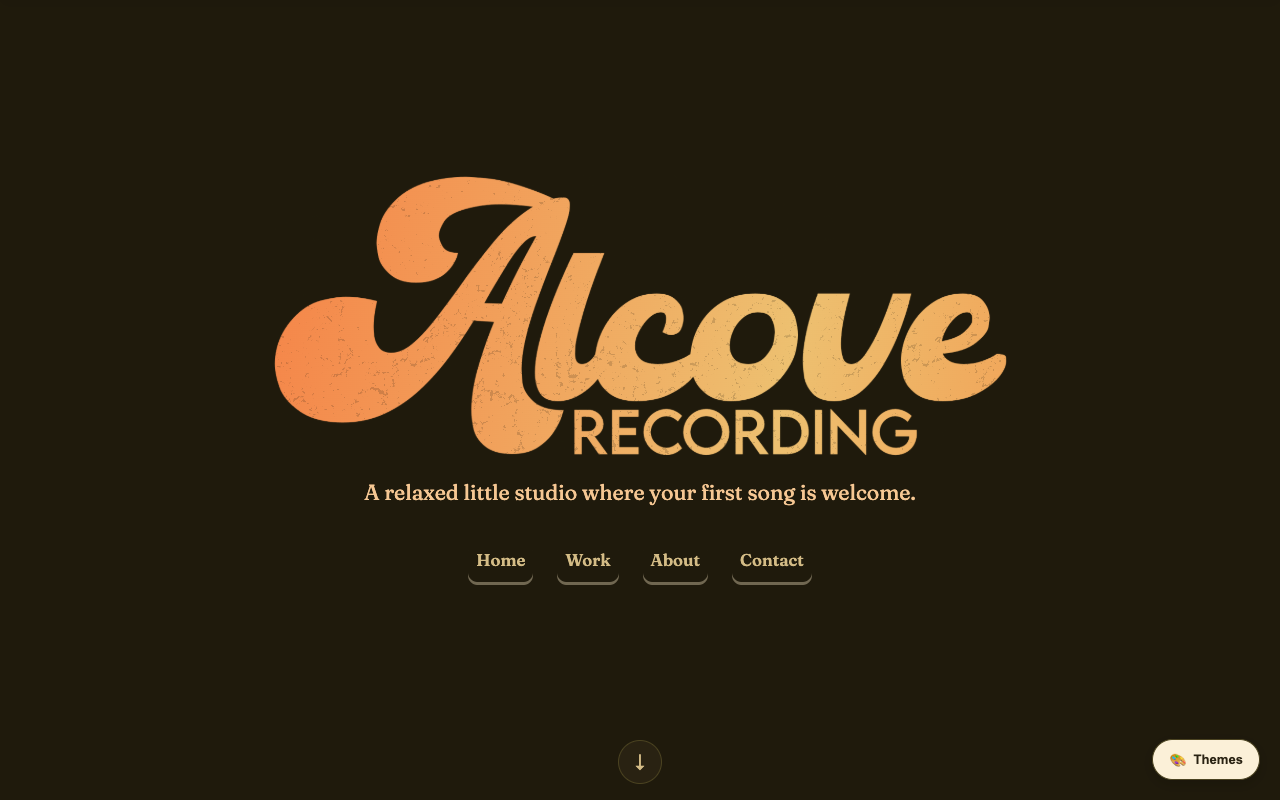 Alcove
RECORDING
A relaxed little studio where your first song is welcome.
Home Work About Contact
Themes